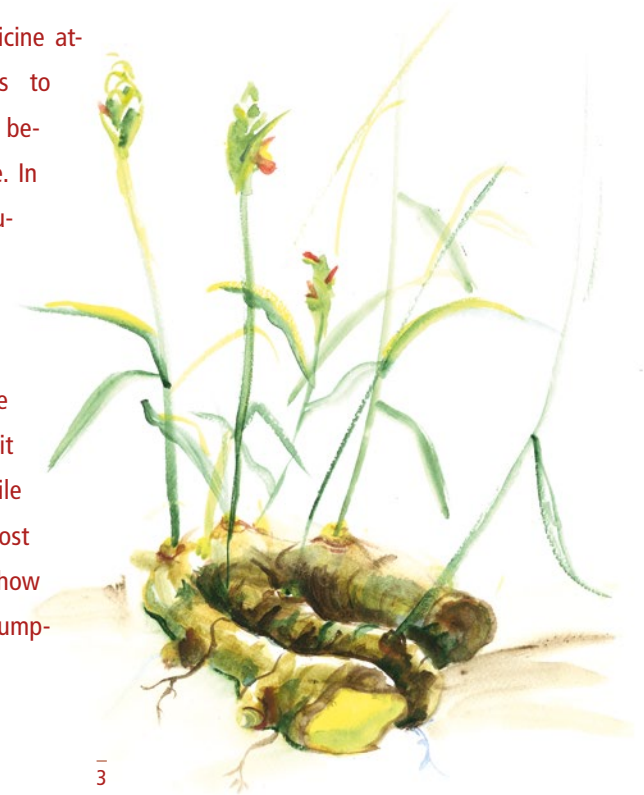 icine at-
s to
be-
e. In
u-
e
it
ile
ost
how
ump-
3